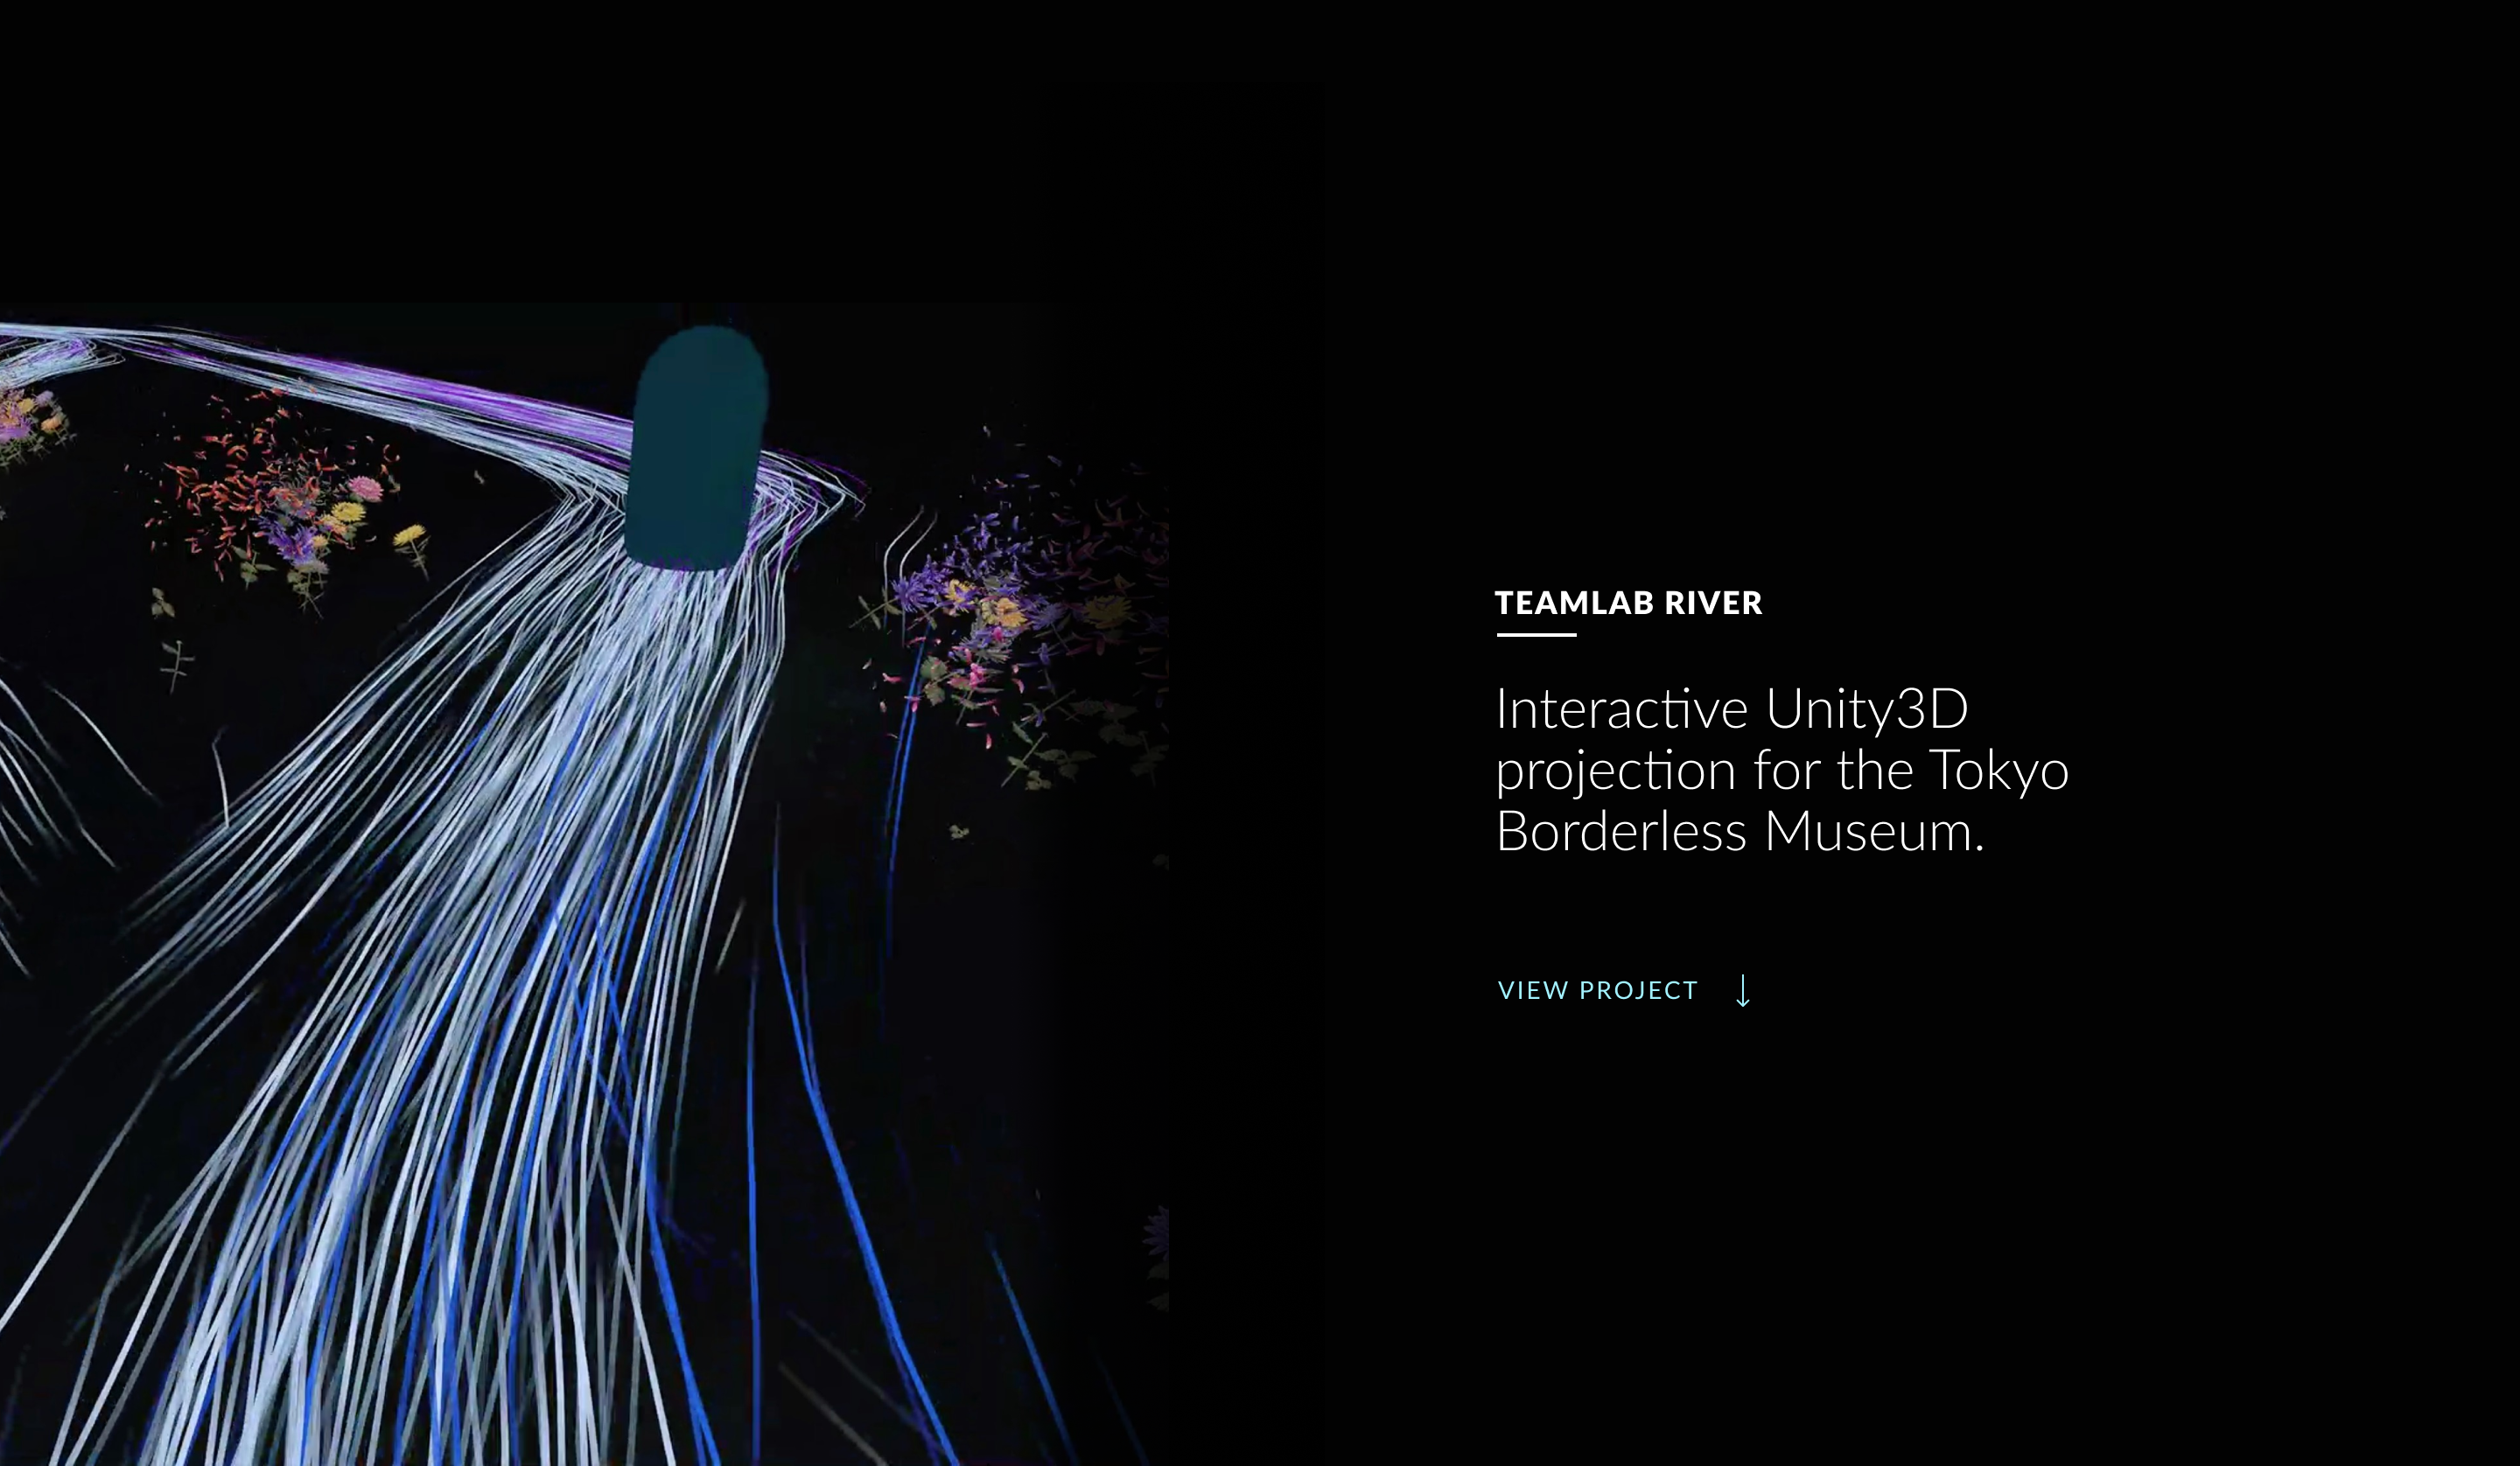 TEAMLAB RIVER
Interactive Unity3D
projection for the Tokyo
Borderless Museum.
VIEW PROJECT ↓